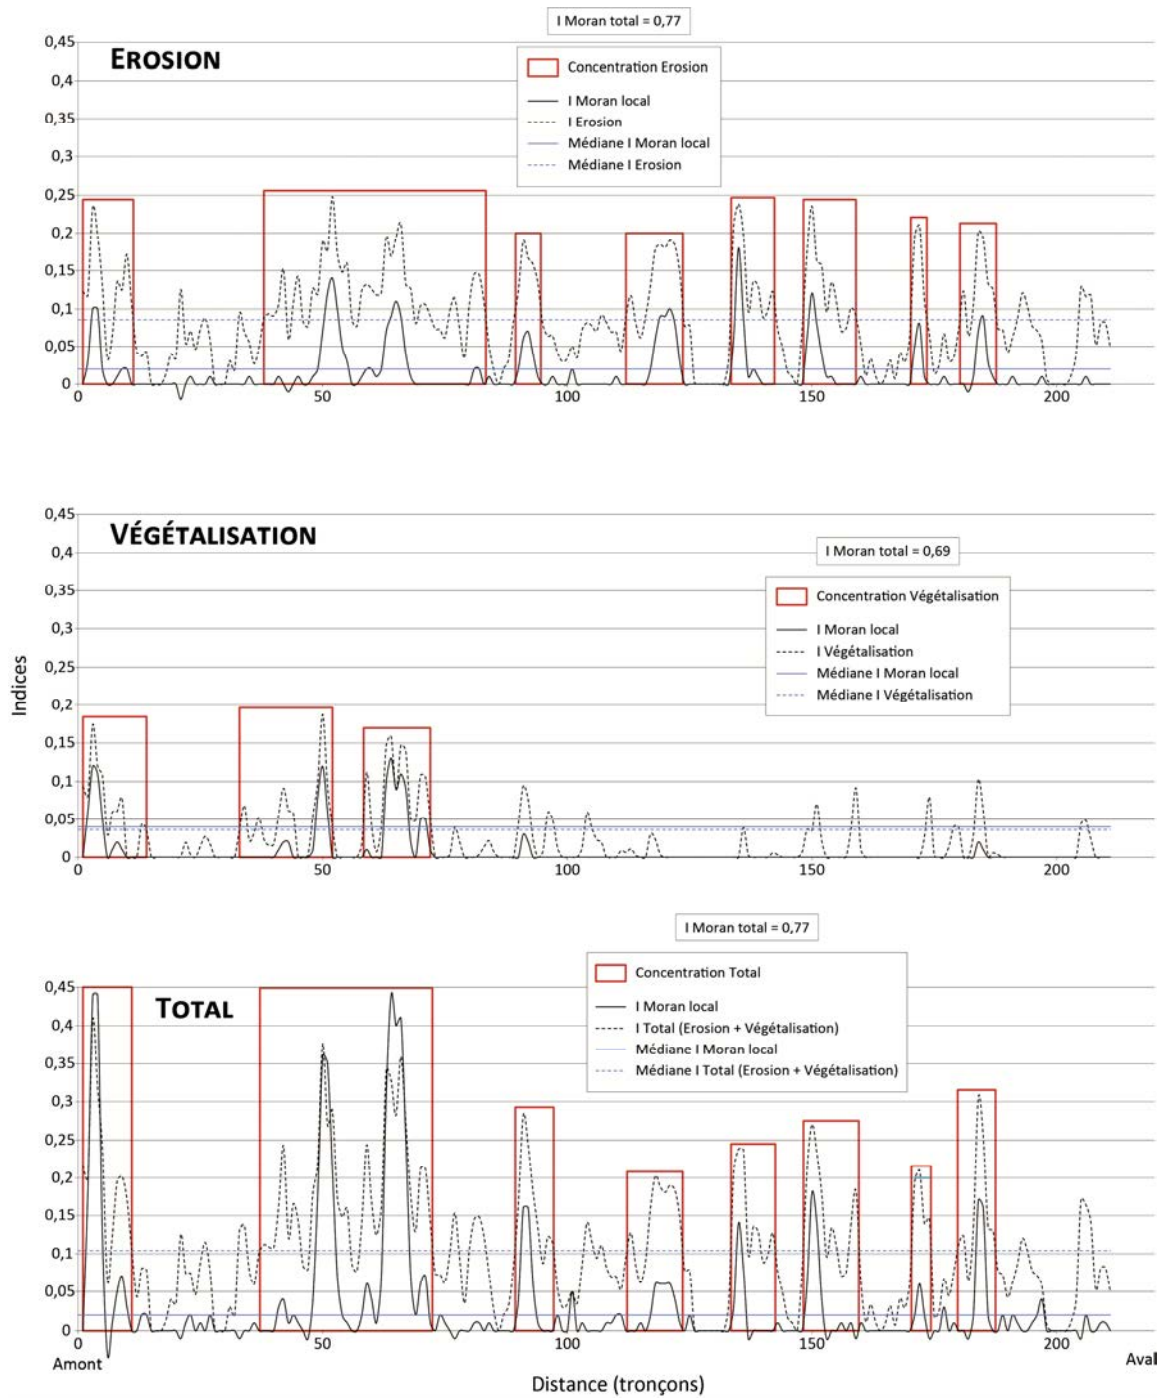 I Moran total = 0,77
EROSION
Concentration Erosion
I Moran local
I Erosion
Médiane I Moran local
Médiane I Erosion
0,45
0,4
0,35
0,3
0,25
0,2
0,15
0,1
0,05
0
0 50 100 150 200
VÉGÉTALISATION
I Moran total = 0,69
Concentration Végétalisation
I Moran local
I Végétalisation
Médiane I Moran local
Médiane I Végétalisation
0,45
0,4
0,35
0,3
0,25
0,2
0,15
0,1
0,05
0
0 50 100 150 200
Indices
I Moran total = 0,77
TOTAL
Concentration Total
I Moran local
I Total (Erosion + Végétalisation)
Médiane I Moran local
Médiane I Total (Erosion + Végétalisation)
0,45
0,4
0,35
0,3
0,25
0,2
0,15
0,1
0,05
0
0 50 100 150 200
Amont
Aval
Distance (tronçons)